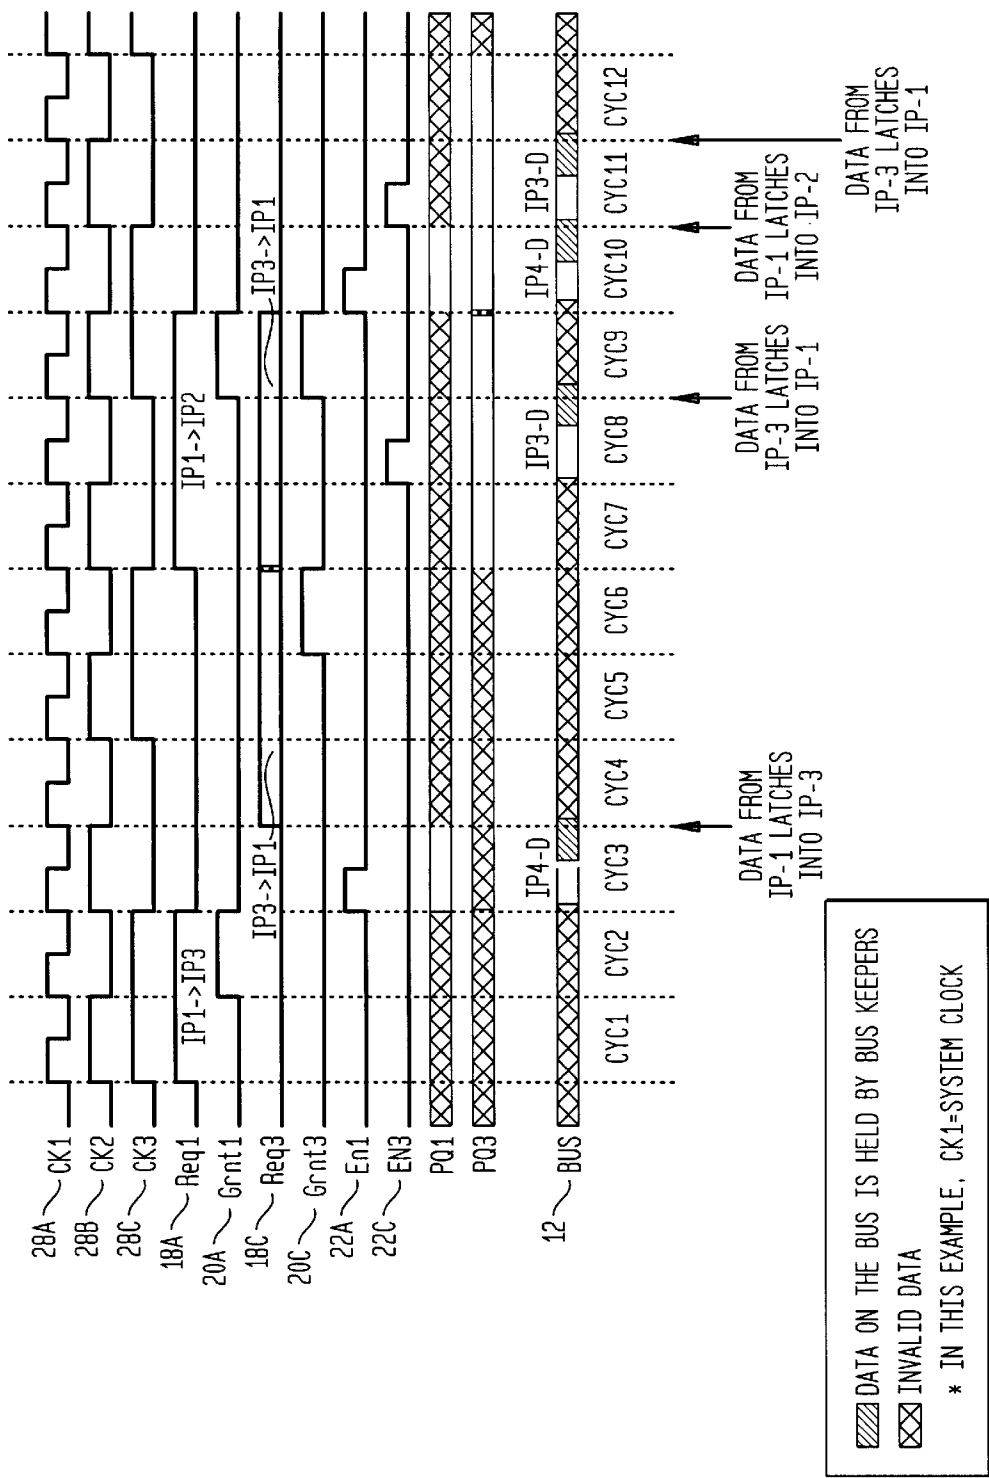 28A CK1
28B CK2
28C CK3
18A Req1
20A Grnt1
18C Req3
20C Grnt3
22A En1
22C EN3
PQ1
PQ3
12 BUS
IP1->IP3
IP1->IP2
IP3->IP1
IP3->IP1
IP4-D
IP3-D
IP4-D
IP3-D
CYC1
CYC2
CYC3
CYC4
CYC5
CYC6
CYC7
CYC8
CYC9
CYC10
CYC11
CYC12
DATA FROM
IP-1 LATCHES
INTO IP-3
DATA FROM
IP-3 LATCHES
INTO IP-1
DATA FROM
IP-1 LATCHES
INTO IP-2
DATA FROM
IP-3 LATCHES
INTO IP-1
DATA ON THE BUS IS HELD BY BUS KEEPERS
INVALID DATA
* IN THIS EXAMPLE, CK1=SYSTEM CLOCK